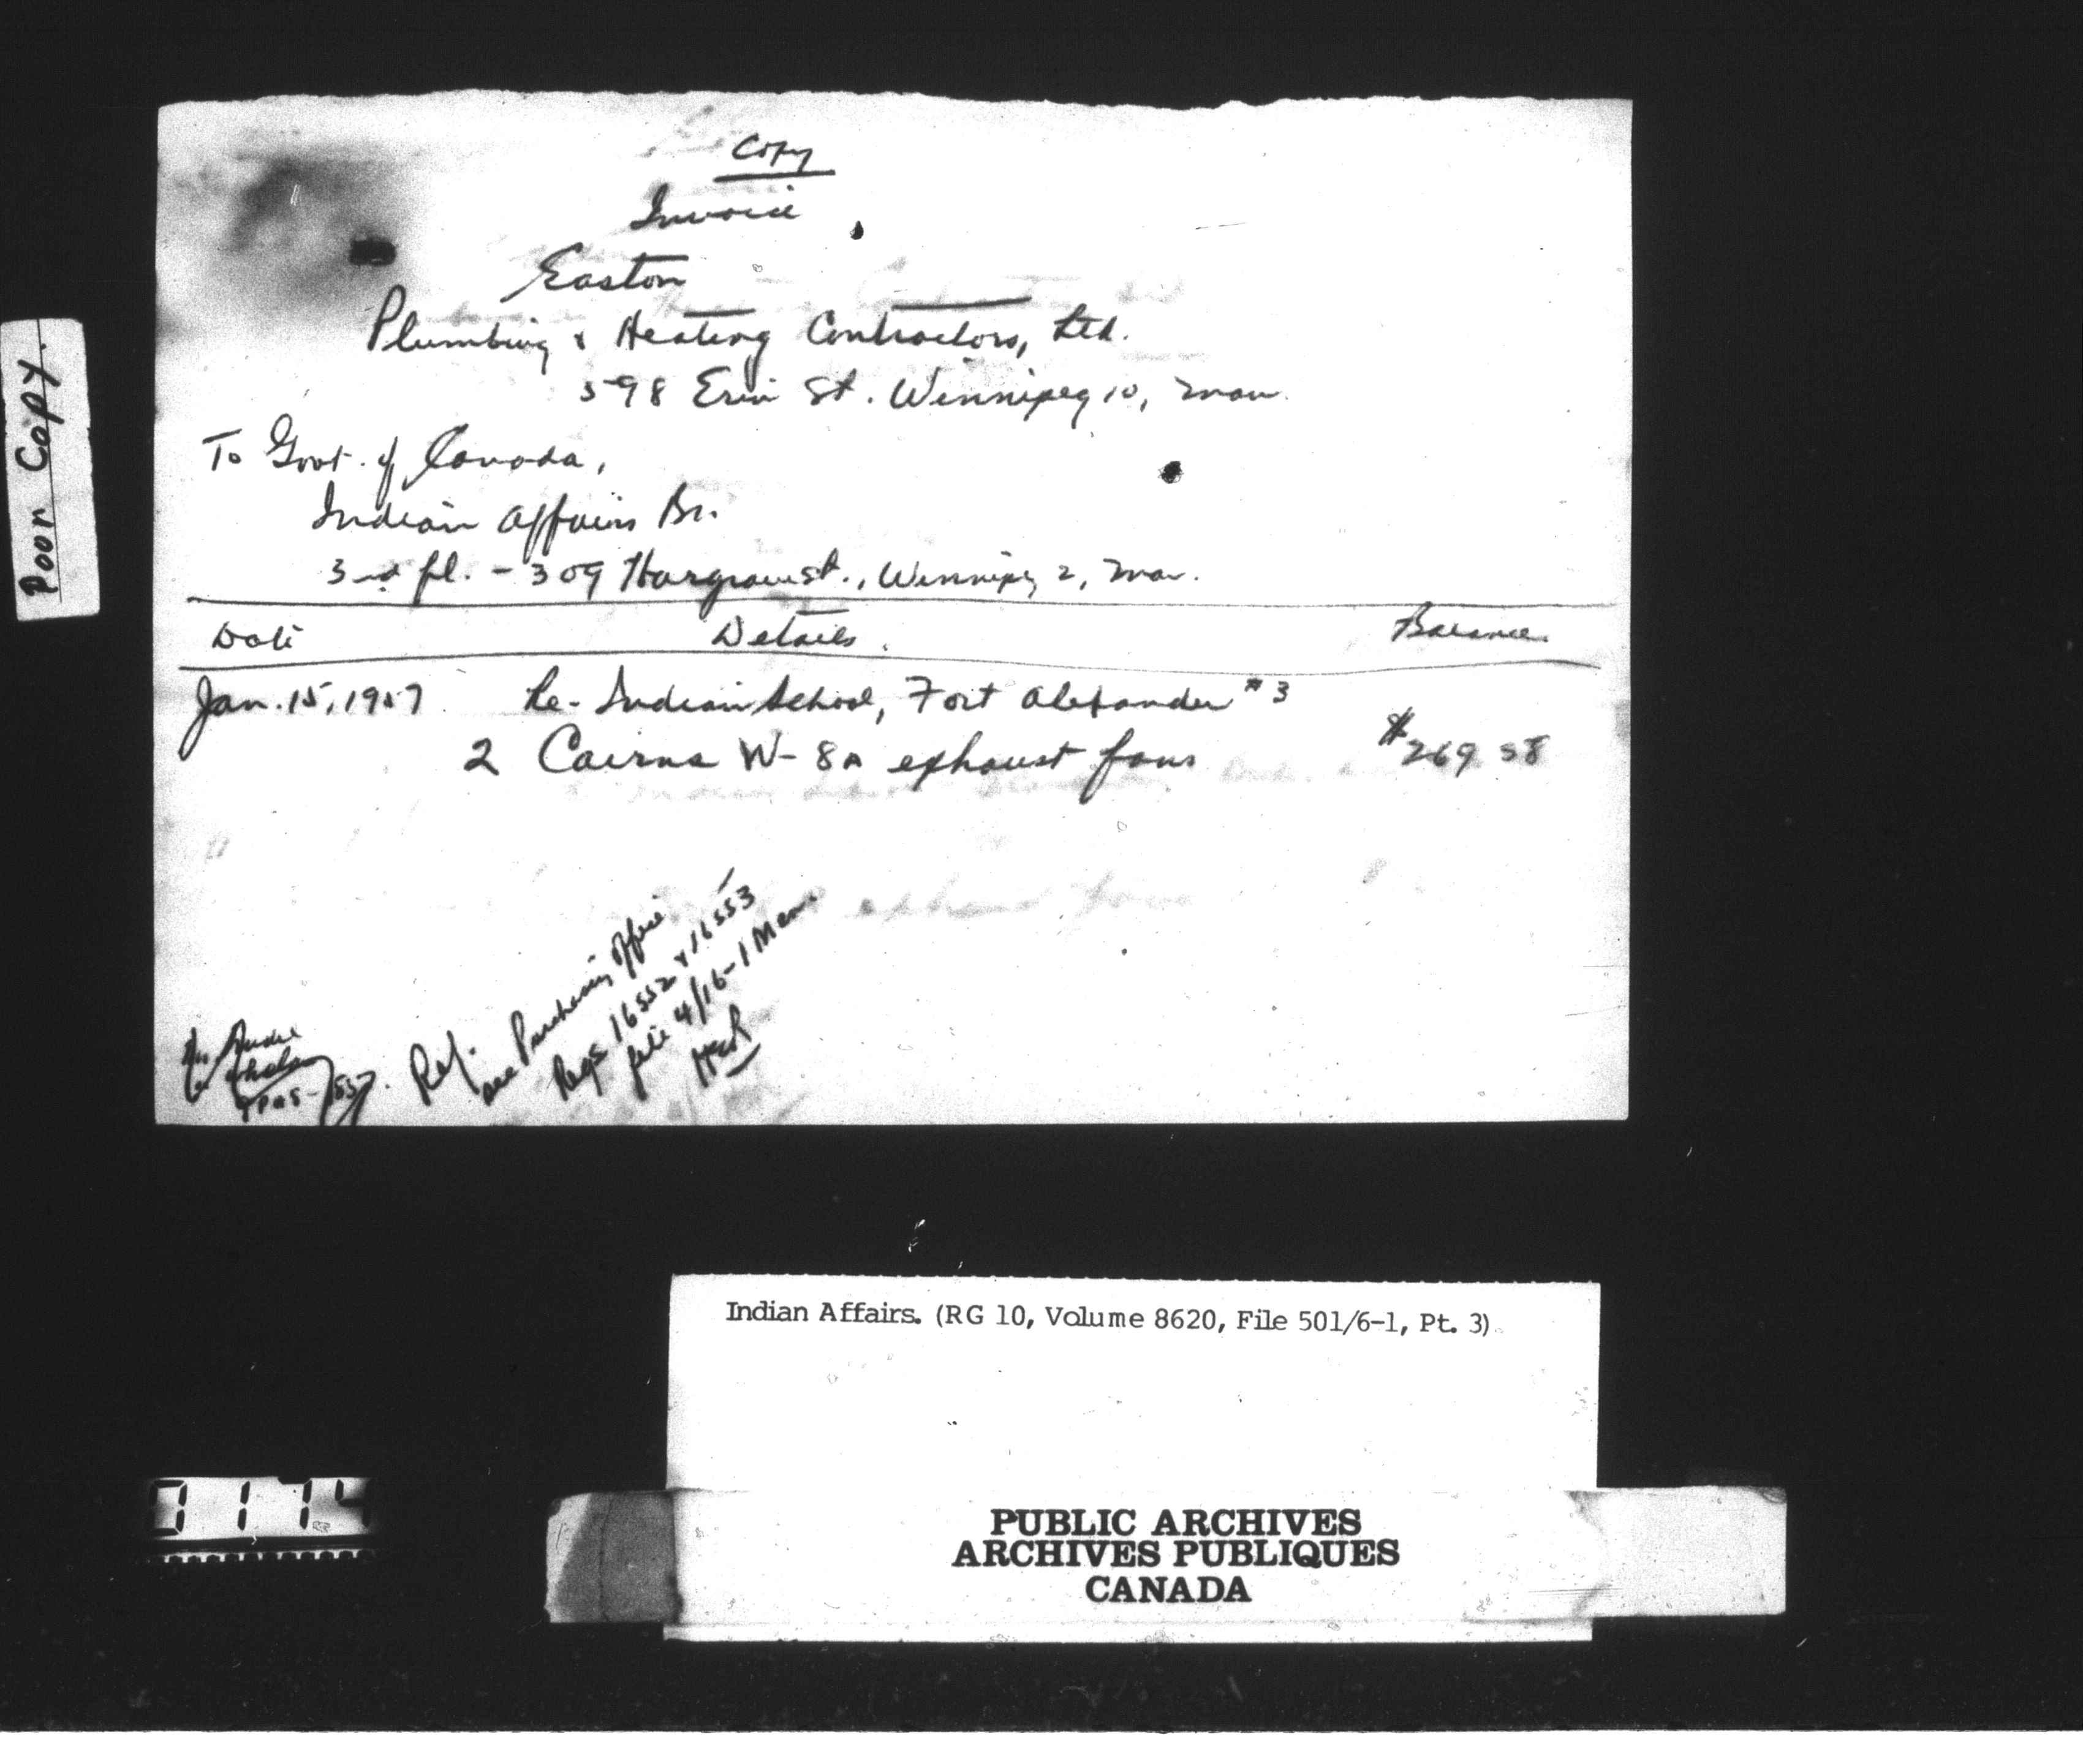 Poor Copy.
Copy
Invoice
Easton
Plumbing & Heating Contractors, Ltd.
598 Erin St. Winnipeg 10, Man.
To Govt. of Canada,
Indian Affairs Br.
3rd fl. - 309 Hargrave St., Winnipeg 2, Man.
Date Details. Balance
Jan. 15, 1957 Re- Indian School, Fort Alexander #3
2 Cairns W-8A exhaust fans $269 58
Ref.
see Purchasing Office
Reqs 16552 & 16553
file 4/16-1 Man.
Indian Affairs. (RG 10, Volume 8620, File 501/6-1, Pt. 3)
PUBLIC ARCHIVES
ARCHIVES PUBLIQUES
CANADA